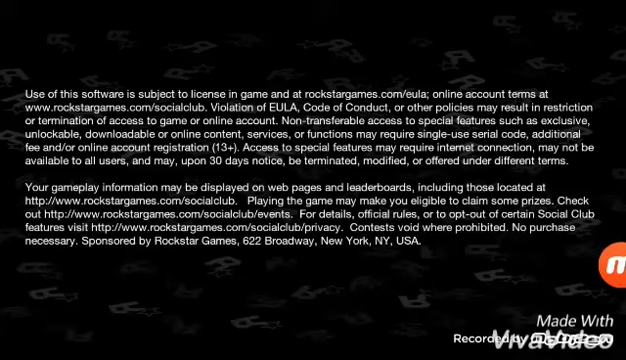 Use of this software is subject to license in game and at rockstargames.com/eula; online account terms at
www.rockstargames.com/socialclub. Violation of EULA, Code of Conduct, or other policies may result in restriction
or termination of access to game or online account. Non-transferable access to special features such as exclusive,
unlockable, downloadable or online content, services, or functions may require single-use serial code, additional
fee and/or online account registration (13+). Access to special features may require internet connection, may not be
available to all users, and may, upon 30 days notice, be terminated, modified, or offered under different terms.
Your gameplay information may be displayed on web pages and leaderboards, including those located at
http://www.rockstargames.com/socialclub. Playing the game may make you eligible to claim some prizes. Check
out http://www.rockstargames.com/socialclub/events. For details, official rules, or to opt-out of certain Social Club
features visit http://www.rockstargames.com/socialclub/privacy. Contests void where prohibited. No purchase
necessary. Sponsored by Rockstar Games, 622 Broadway, New York, NY, USA.
Made With
Recorded by
VivaVideo